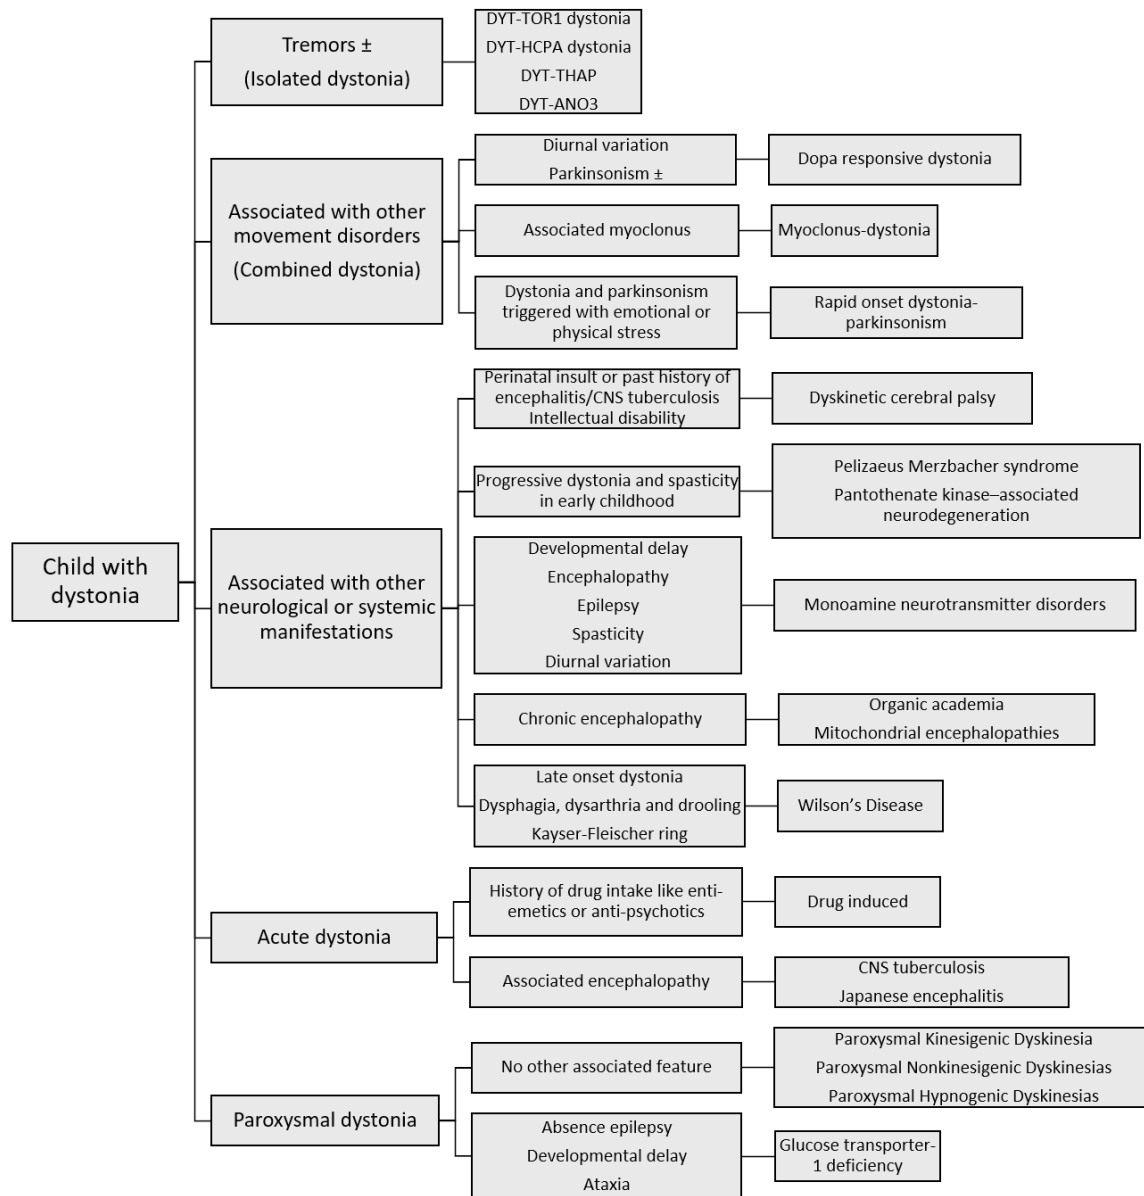 Child with
dystonia
Tremors ±
(Isolated dystonia)
DYT-TOR1 dystonia
DYT-HCPA dystonia
DYT-THAP
DYT-ANO3
Associated with other
movement disorders
(Combined dystonia)
Diurnal variation
Parkinsonism ±
Dopa responsive dystonia
Associated myoclonus
Myoclonus-dystonia
Dystonia and parkinsonism
triggered with emotional or
physical stress
Rapid onset dystonia-
parkinsonism
Associated with other
neurological or systemic
manifestations
Perinatal insult or past history of
encephalitis/CNS tuberculosis
Intellectual disability
Dyskinetic cerebral palsy
Progressive dystonia and spasticity
in early childhood
Pelizaeus Merzbacher syndrome
Pantothenate kinase–associated
neurodegeneration
Developmental delay
Encephalopathy
Epilepsy
Spasticity
Diurnal variation
Monoamine neurotransmitter disorders
Chronic encephalopathy
Organic academia
Mitochondrial encephalopathies
Late onset dystonia
Dysphagia, dysarthria and drooling
Kayser-Fleischer ring
Wilson’s Disease
Acute dystonia
History of drug intake like enti-
emetics or anti-psychotics
Drug induced
Associated encephalopathy
CNS tuberculosis
Japanese encephalitis
Paroxysmal dystonia
No other associated feature
Paroxysmal Kinesigenic Dyskinesia
Paroxysmal Nonkinesigenic Dyskinesias
Paroxysmal Hypnogenic Dyskinesias
Absence epilepsy
Developmental delay
Ataxia
Glucose transporter-
1 deficiency